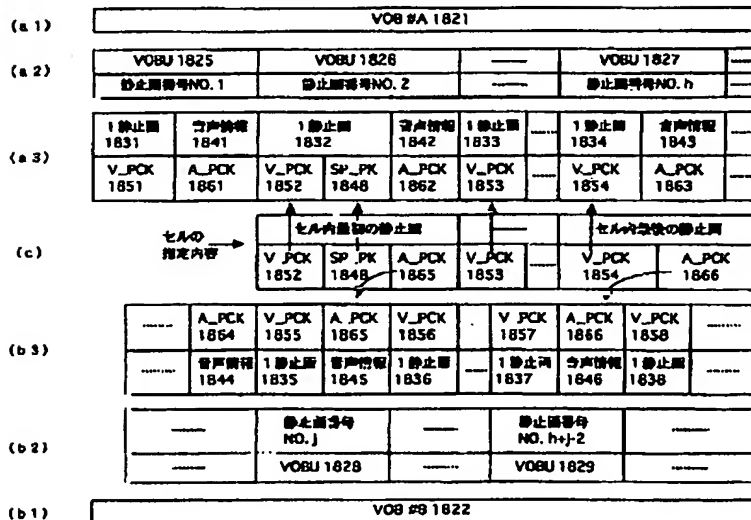 (a1)
VOB #A 1821
(a2)
VOBU 1825 VOBU 1826 VOBU 1827
静止画番号NO. 1 静止画番号NO. 2 静止画番号NO. h
(a3)
1静止画 音声情報 1静止画 音声情報 1静止画 1静止画 音声情報
1831 1841 1832 1842 1833 1834 1843
V_PCK A_PCK V_PCK SP_PK A_PCK V_PCK V_PCK A_PCK
1851 1861 1852 1848 1862 1853 1854 1863
(c)
セルの指定内容
セル内最初の静止画 セル内最後の静止画
V_PCK SP_PK A_PCK V_PCK V_PCK A_PCK
1852 1848 1865 1853 1854 1866
(b3)
A_PCK V_PCK A_PCK V_PCK V_PCK A_PCK V_PCK
1864 1855 1865 1856 1857 1866 1858
音声情報 1静止画 音声情報 1静止画 1静止画 音声情報 1静止画
1844 1835 1845 1836 1837 1846 1838
(b2)
静止画番号 静止画番号
NO. j NO. h+j-2
VOBU 1828 VOBU 1829
(b1)
VOB #B 1822